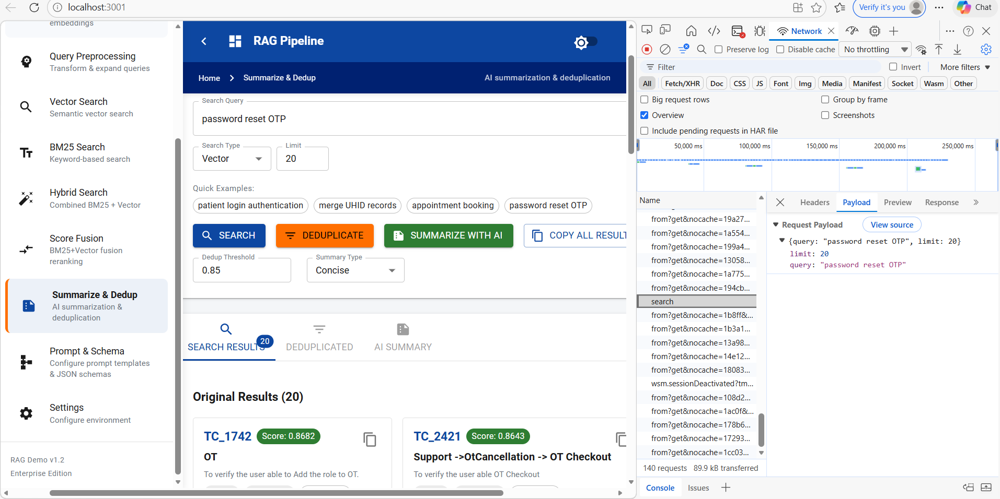 localhost:3001
Verify it's you
Chat
embeddings
Query Preprocessing
Transform & expand queries
Vector Search
Semantic vector search
BM25 Search
Keyword-based search
Hybrid Search
Combined BM25 + Vector
Score Fusion
BM25+Vector fusion
reranking
Summarize & Dedup
AI summarization &
deduplication
Prompt & Schema
Configure prompt templates
& JSON schemas
Settings
Configure environment
RAG Demo v1.2
Enterprise Edition
RAG Pipeline
Home
Summarize & Dedup
AI summarization & deduplication
Search Query
password reset OTP
Search Type
Vector
Limit
20
Quick Examples:
patient login authentication
merge UHID records
appointment booking
password reset OTP
SEARCH
DEDUPLICATE
SUMMARIZE WITH AI
COPY ALL RESULT
Dedup Threshold
0.85
Summary Type
Concise
SEARCH RESULTS
20
DEDUPLICATED
AI SUMMARY
Original Results (20)
TC_1742
Score: 0.8682
OT
To verify the user able to Add the role to OT.
TC_2421
Score: 0.8643
Support ->OtCancellation -> OT Checkout
To verify the user able OT Checkout
Network
Preserve log
Disable cache
No throttling
Filter
Invert
More filters
All
Fetch/XHR
Doc
CSS
JS
Font
Img
Media
Manifest
Socket
Wasm
Other
Big request rows
Group by frame
Overview
Screenshots
Include pending requests in HAR file
50,000 ms
100,000 ms
150,000 ms
200,000 ms
250,000 ms
Name
from?get&nocache=19a27...
from?get&nocache=1a554...
from?get&nocache=199a4...
from?get&nocache=13058...
from?get&nocache=1a775...
from?get&nocache=194cb...
search
from?get&nocache=1b8ff&...
from?get&nocache=1b3a1...
from?get&nocache=13a98...
from?get&nocache=14e12...
from?get&nocache=18083...
wsm.sessionDeactivated?tm...
from?get&nocache=108d2...
from?get&nocache=1ac0f&...
from?get&nocache=178b6...
from?get&nocache=17293...
from?get&nocache=1cc03...
140 requests
89.9 kB transferred
Headers
Payload
Preview
Response
Request Payload
View source
{query: "password reset OTP", limit: 20}
limit: 20
query: "password reset OTP"
Console
Issues